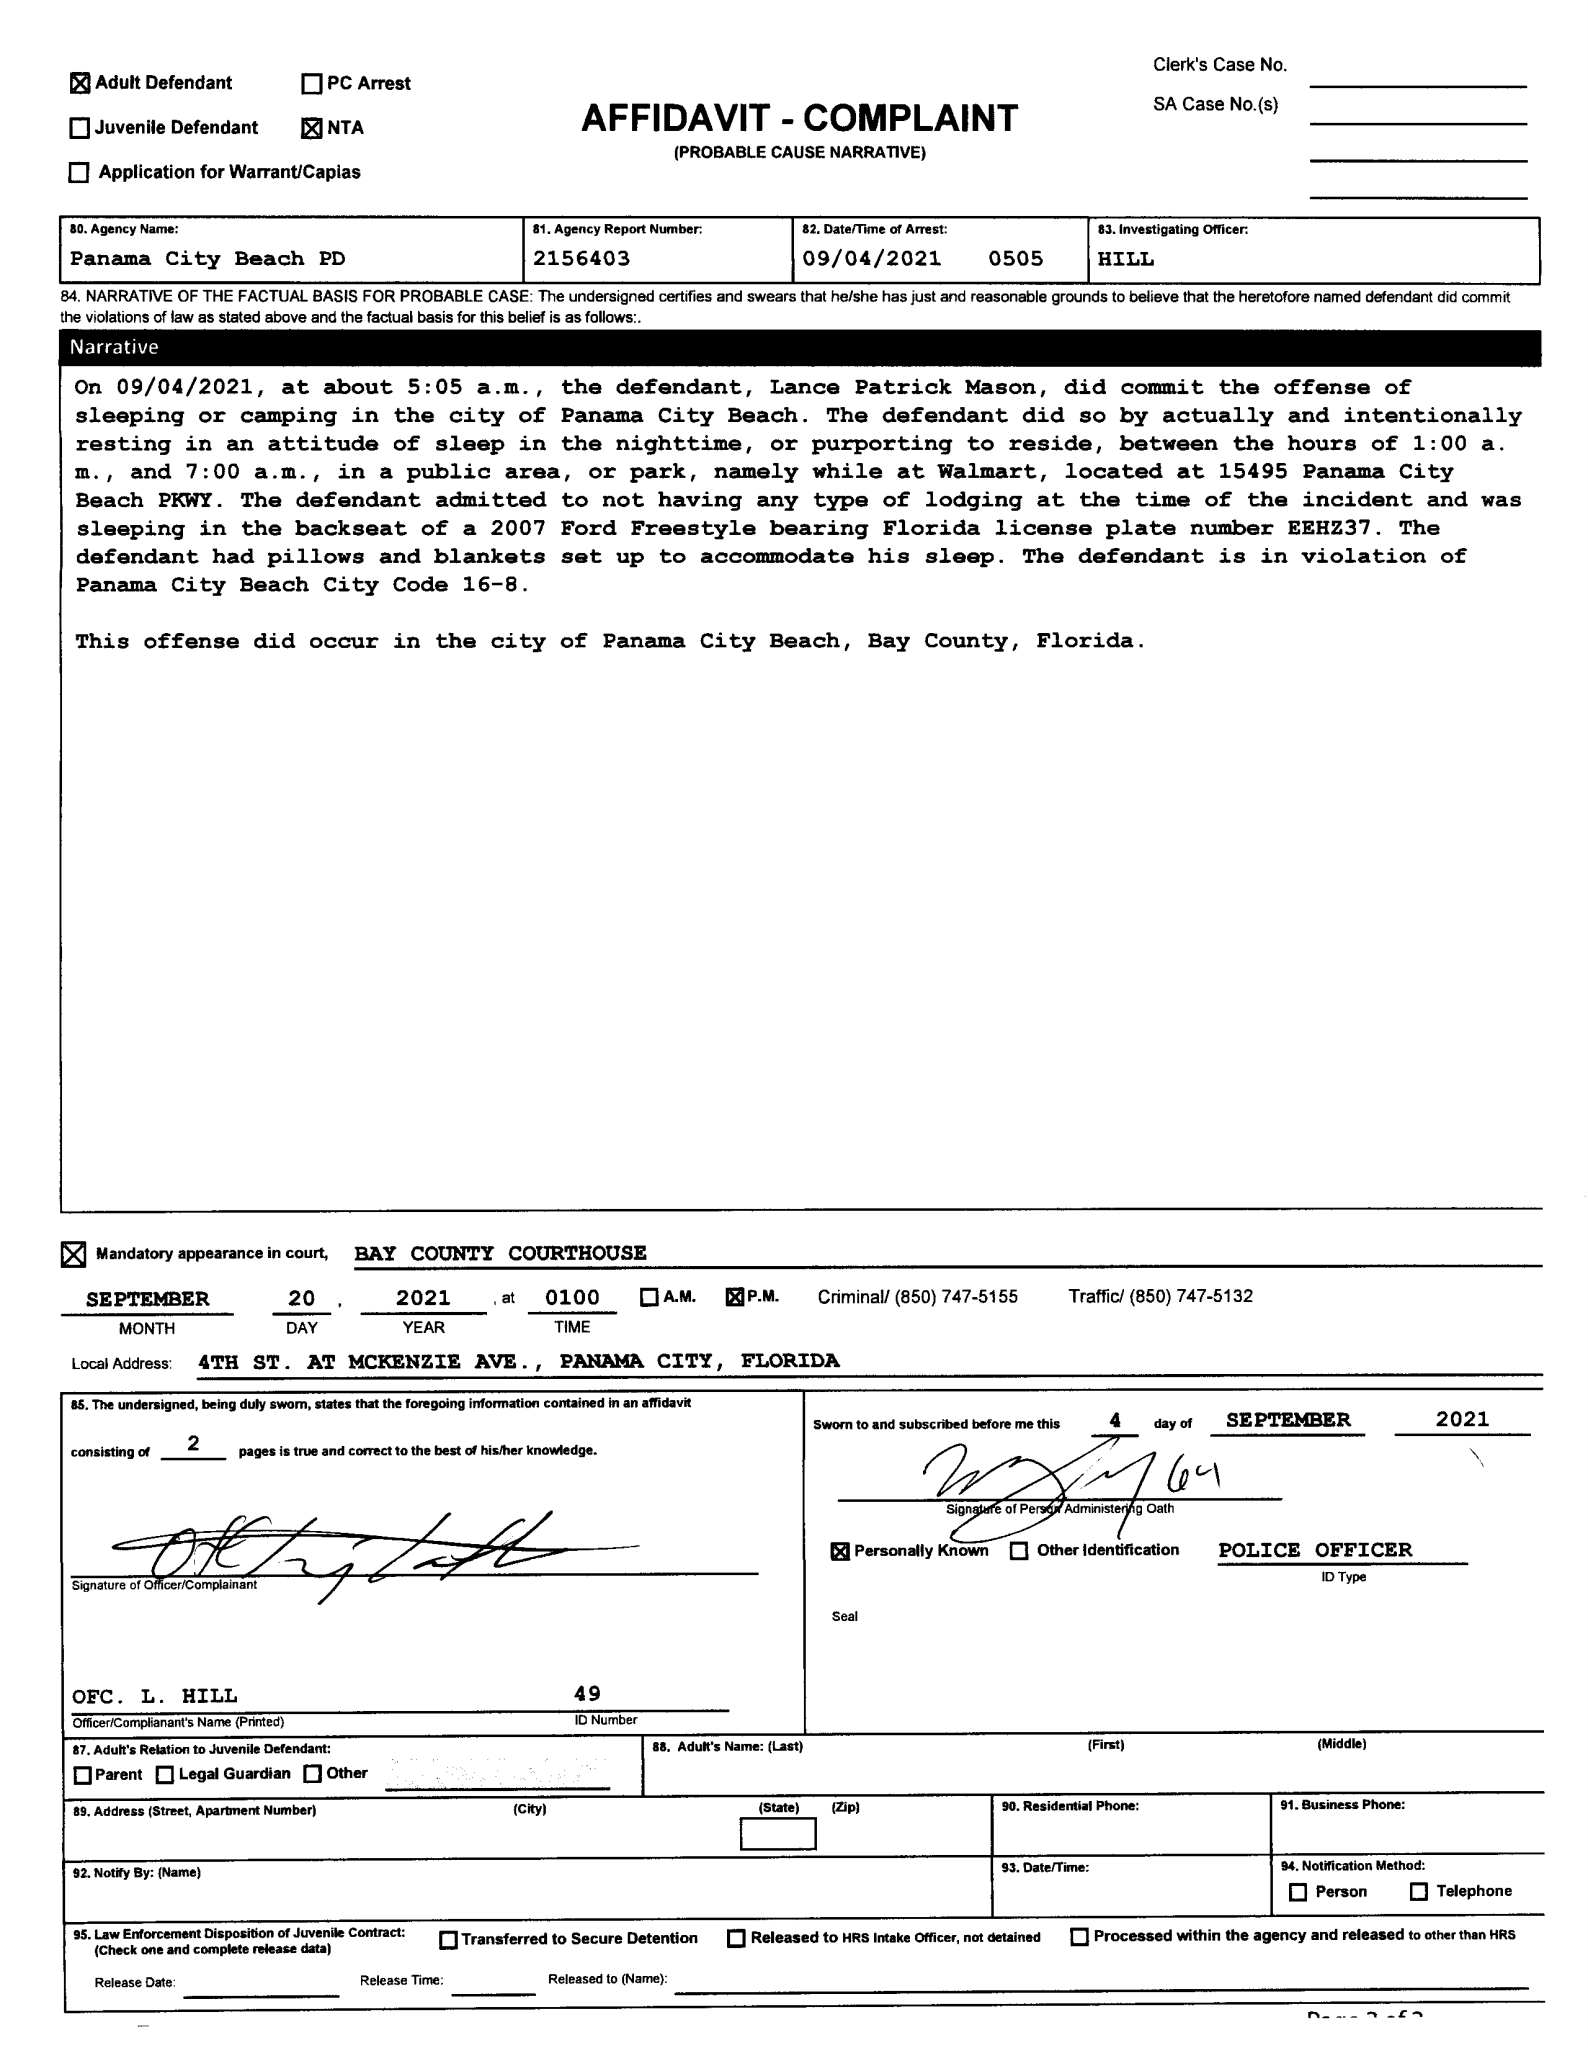 Adult Defendant PC Arrest
Juvenile Defendant NTA
Application for Warrant/Capias
AFFIDAVIT - COMPLAINT
(PROBABLE CAUSE NARRATIVE)
Clerk's Case No.
SA Case No.(s)
80. Agency Name: 81. Agency Report Number: 82. Date/Time of Arrest: 83. Investigating Officer:
Panama City Beach PD 2156403 09/04/2021 0505 HILL
84. NARRATIVE OF THE FACTUAL BASIS FOR PROBABLE CASE: The undersigned certifies and swears that he/she has just and reasonable grounds to believe that the heretofore named defendant did commit
the violations of law as stated above and the factual basis for this belief is as follows:.
Narrative
On 09/04/2021, at about 5:05 a.m., the defendant, Lance Patrick Mason, did commit the offense of
sleeping or camping in the city of Panama City Beach. The defendant did so by actually and intentionally
resting in an attitude of sleep in the nighttime, or purporting to reside, between the hours of 1:00 a.
m., and 7:00 a.m., in a public area, or park, namely while at Walmart, located at 15495 Panama City
Beach PKWY. The defendant admitted to not having any type of lodging at the time of the incident and was
sleeping in the backseat of a 2007 Ford Freestyle bearing Florida license plate number EEHZ37. The
defendant had pillows and blankets set up to accommodate his sleep. The defendant is in violation of
Panama City Beach City Code 16-8.
This offense did occur in the city of Panama City Beach, Bay County, Florida.
Mandatory appearance in court, BAY COUNTY COURTHOUSE
SEPTEMBER 20 , 2021 , at 0100 A.M. P.M. Criminal/ (850) 747-5155 Traffic/ (850) 747-5132
MONTH DAY YEAR TIME
Local Address: 4TH ST. AT MCKENZIE AVE., PANAMA CITY, FLORIDA
85. The undersigned, being duly sworn, states that the foregoing information contained in an affidavit
consisting of 2 pages is true and correct to the best of his/her knowledge.
Signature of Officer/Complainant
OFC. L. HILL 49
Officer/Complianant's Name (Printed) ID Number
Sworn to and subscribed before me this 4 day of SEPTEMBER 2021
64
Signature of Person Administering Oath
Personally Known Other Identification POLICE OFFICER
ID Type
Seal
87. Adult's Relation to Juvenile Defendant: 88. Adult's Name: (Last) (First) (Middle)
Parent Legal Guardian Other
89. Address (Street, Apartment Number) (City) (State) (Zip) 90. Residential Phone: 91. Business Phone:
92. Notify By: (Name) 93. Date/Time: 94. Notification Method:
Person Telephone
95. Law Enforcement Disposition of Juvenile Contract: Transferred to Secure Detention Released to HRS Intake Officer, not detained Processed within the agency and released to other than HRS
(Check one and complete release data)
Release Date: Release Time: Released to (Name):